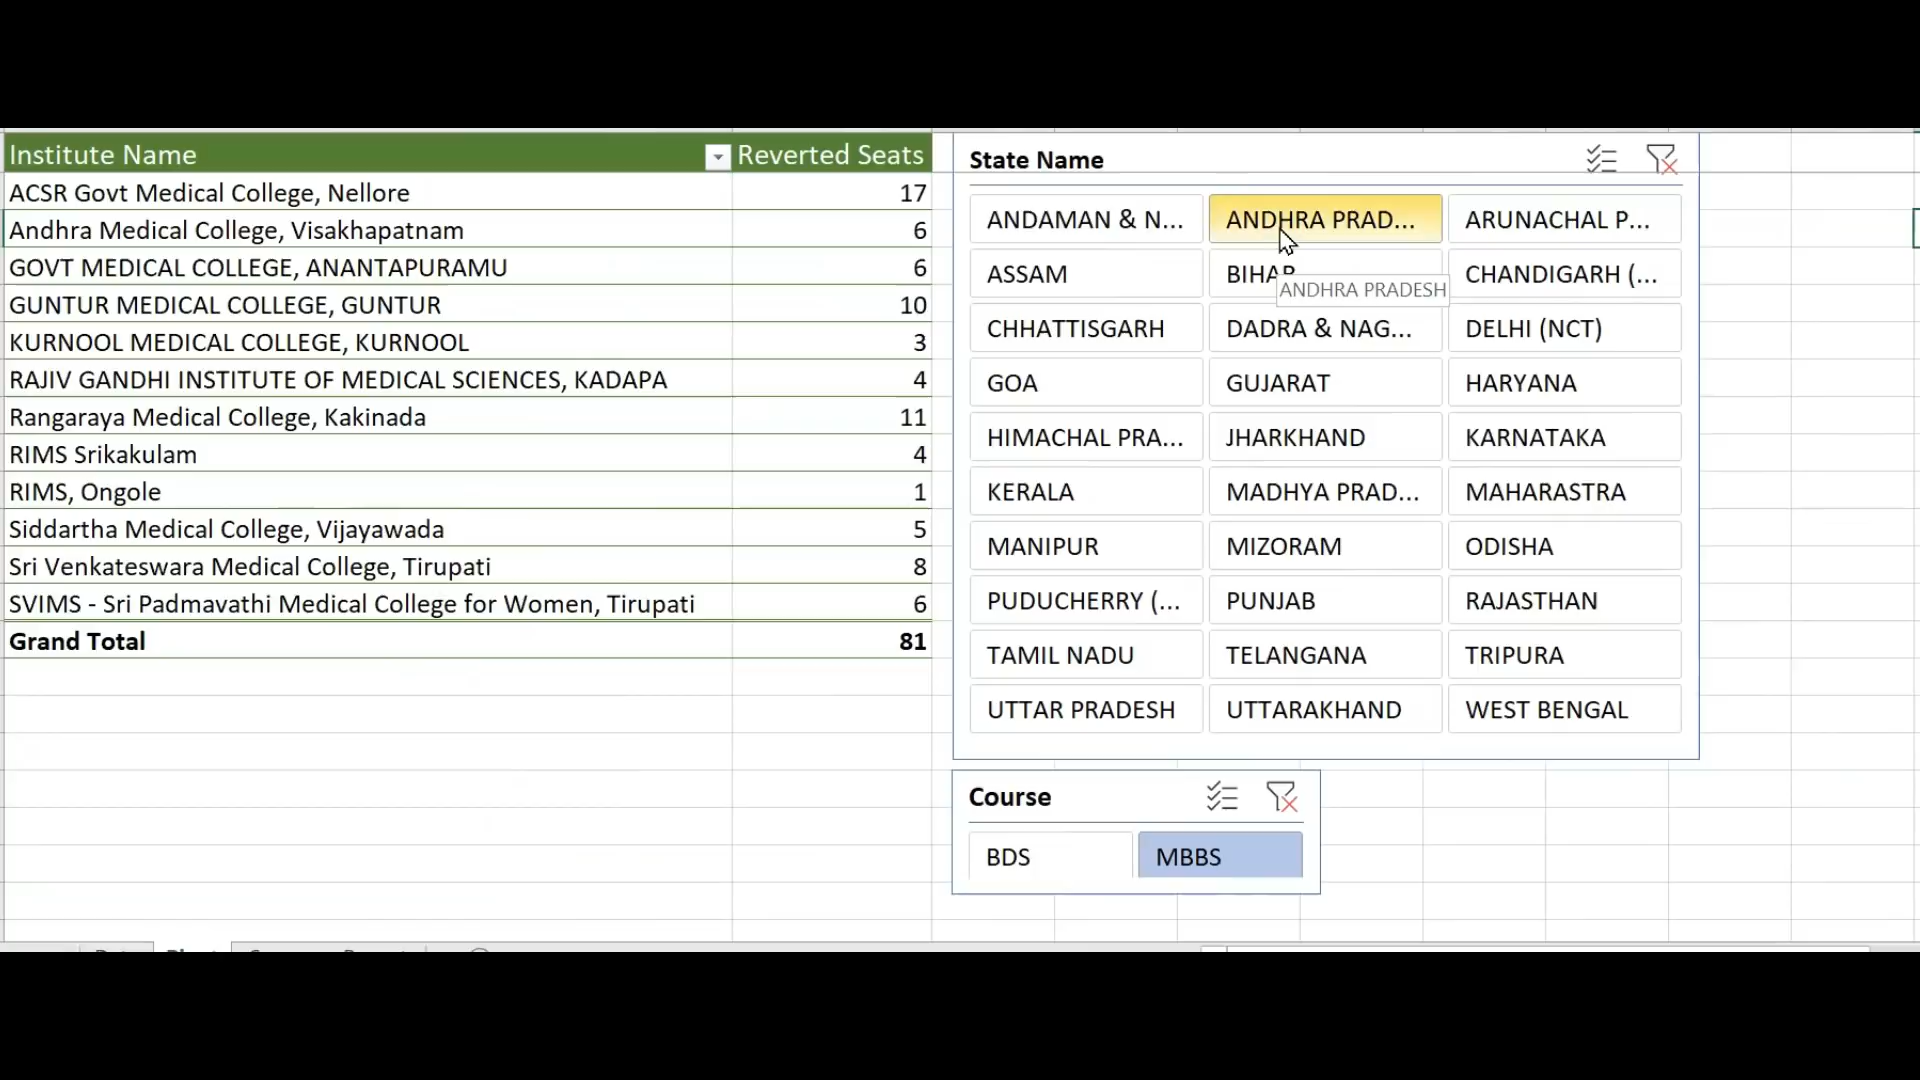 Institute Name Reverted Seats
ACSR Govt Medical College, Nellore 17
Andhra Medical College, Visakhapatnam 6
GOVT MEDICAL COLLEGE, ANANTAPURAMU 6
GUNTUR MEDICAL COLLEGE, GUNTUR 10
KURNOOL MEDICAL COLLEGE, KURNOOL 3
RAJIV GANDHI INSTITUTE OF MEDICAL SCIENCES, KADAPA 4
Rangaraya Medical College, Kakinada 11
RIMS Srikakulam 4
RIMS, Ongole 1
Siddartha Medical College, Vijayawada 5
Sri Venkateswara Medical College, Tirupati 8
SVIMS - Sri Padmavathi Medical College for Women, Tirupati 6
Grand Total 81
State Name
ANDAMAN & N... ANDHRA PRAD... ARUNACHAL P...
ASSAM BIHAR CHANDIGARH (...
ANDHRA PRADESH
CHHATTISGARH DADRA & NAG... DELHI (NCT)
GOA GUJARAT HARYANA
HIMACHAL PRA... JHARKHAND KARNATAKA
KERALA MADHYA PRAD... MAHARASTRA
MANIPUR MIZORAM ODISHA
PUDUCHERRY (... PUNJAB RAJASTHAN
TAMIL NADU TELANGANA TRIPURA
UTTAR PRADESH UTTARAKHAND WEST BENGAL
Course
BDS MBBS